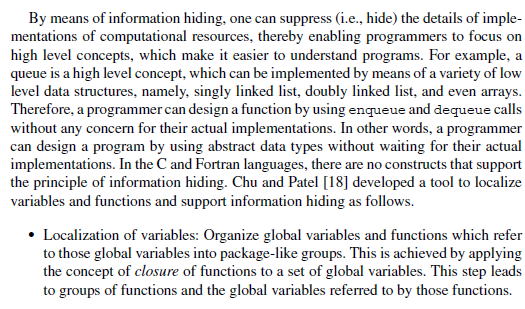 By means of information hiding, one can suppress (i.e., hide) the details of imple-
mentations of computational resources, thereby enabling programmers to focus on
high level concepts, which make it easier to understand programs. For example, a
queue is a high level concept, which can be implemented by means of a variety of low
level data structures, namely, singly linked list, doubly linked list, and even arrays.
Therefore, a programmer can design a function by using enqueue and dequeue calls
without any concern for their actual implementations. In other words, a programmer
can design a program by using abstract data types without waiting for their actual
implementations. In the C and Fortran languages, there are no constructs that support
the principle of information hiding. Chu and Patel [18] developed a tool to localize
variables and functions and support information hiding as follows.
• Localization of variables: Organize global variables and functions which refer
to those global variables into package-like groups. This is achieved by applying
the concept of closure of functions to a set of global variables. This step leads
to groups of functions and the global variables referred to by those functions.